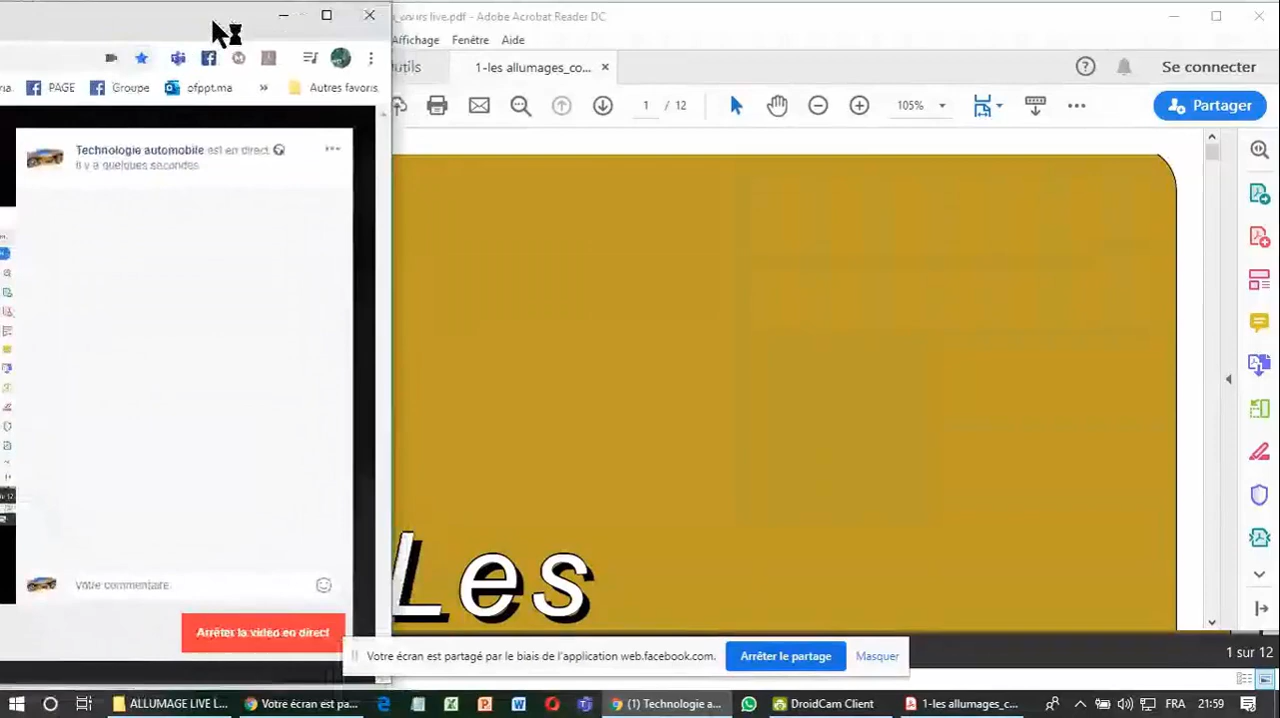 live.pdf - Adobe Acrobat Reader DC
Affichage Fenêtre Aide
1-les allumages_co...
Se connecter
PAGE Groupe ofppt.ma » Autres favoris
1 / 12
105%
Partager
Technologie automobile est en direct
Il y a quelques secondes
Les
Votre commentaire
Arrêter la vidéo en direct
Votre écran est partagé par le biais de l'application web.facebook.com.
Arrêter le partage
Masquer
1 sur 12
ALLUMAGE LIVE L...
Votre écran est pa...
(1) Technologie a...
DroidCam Client
1-les allumages_co...
FRA
21:59